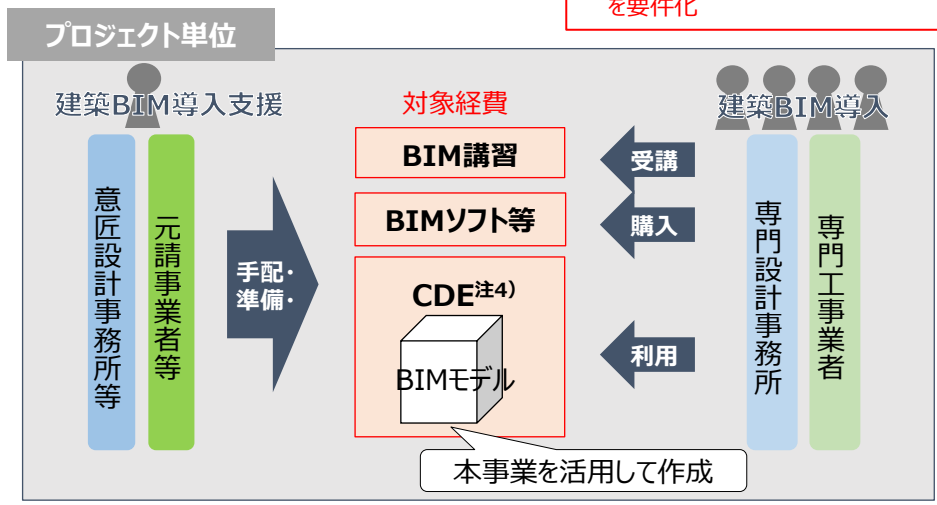 を要件化
プロジェクト単位
建築BIM導入支援
対象経費
建築BIM導入
BIM講習
受講
意匠設計事務所等
元請事業者等
BIMソフト等
購入
専門設計事務所
専門工事業者
手配・
準備・
CDE注4）
BIMモデル
利用
本事業を活用して作成